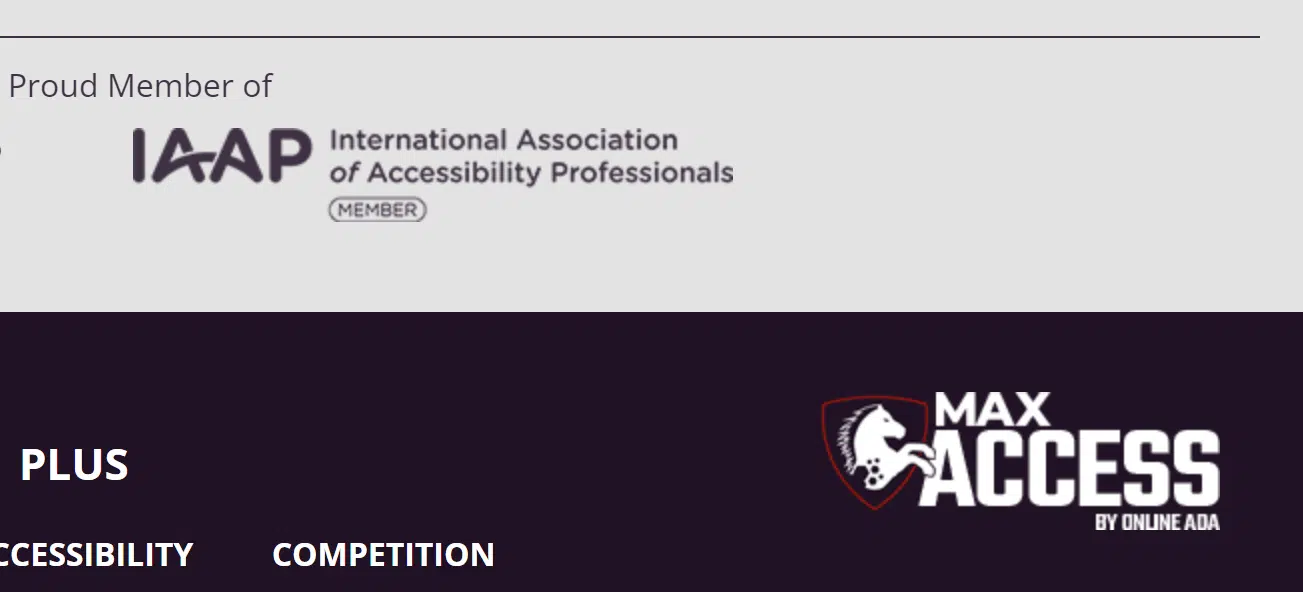 Proud Member of
IAAP
International Association
of Accessibility Professionals
MEMBER
MAX
ACCESS
BY ONLINE ADA
PLUS
CCESSIBILITY
COMPETITION